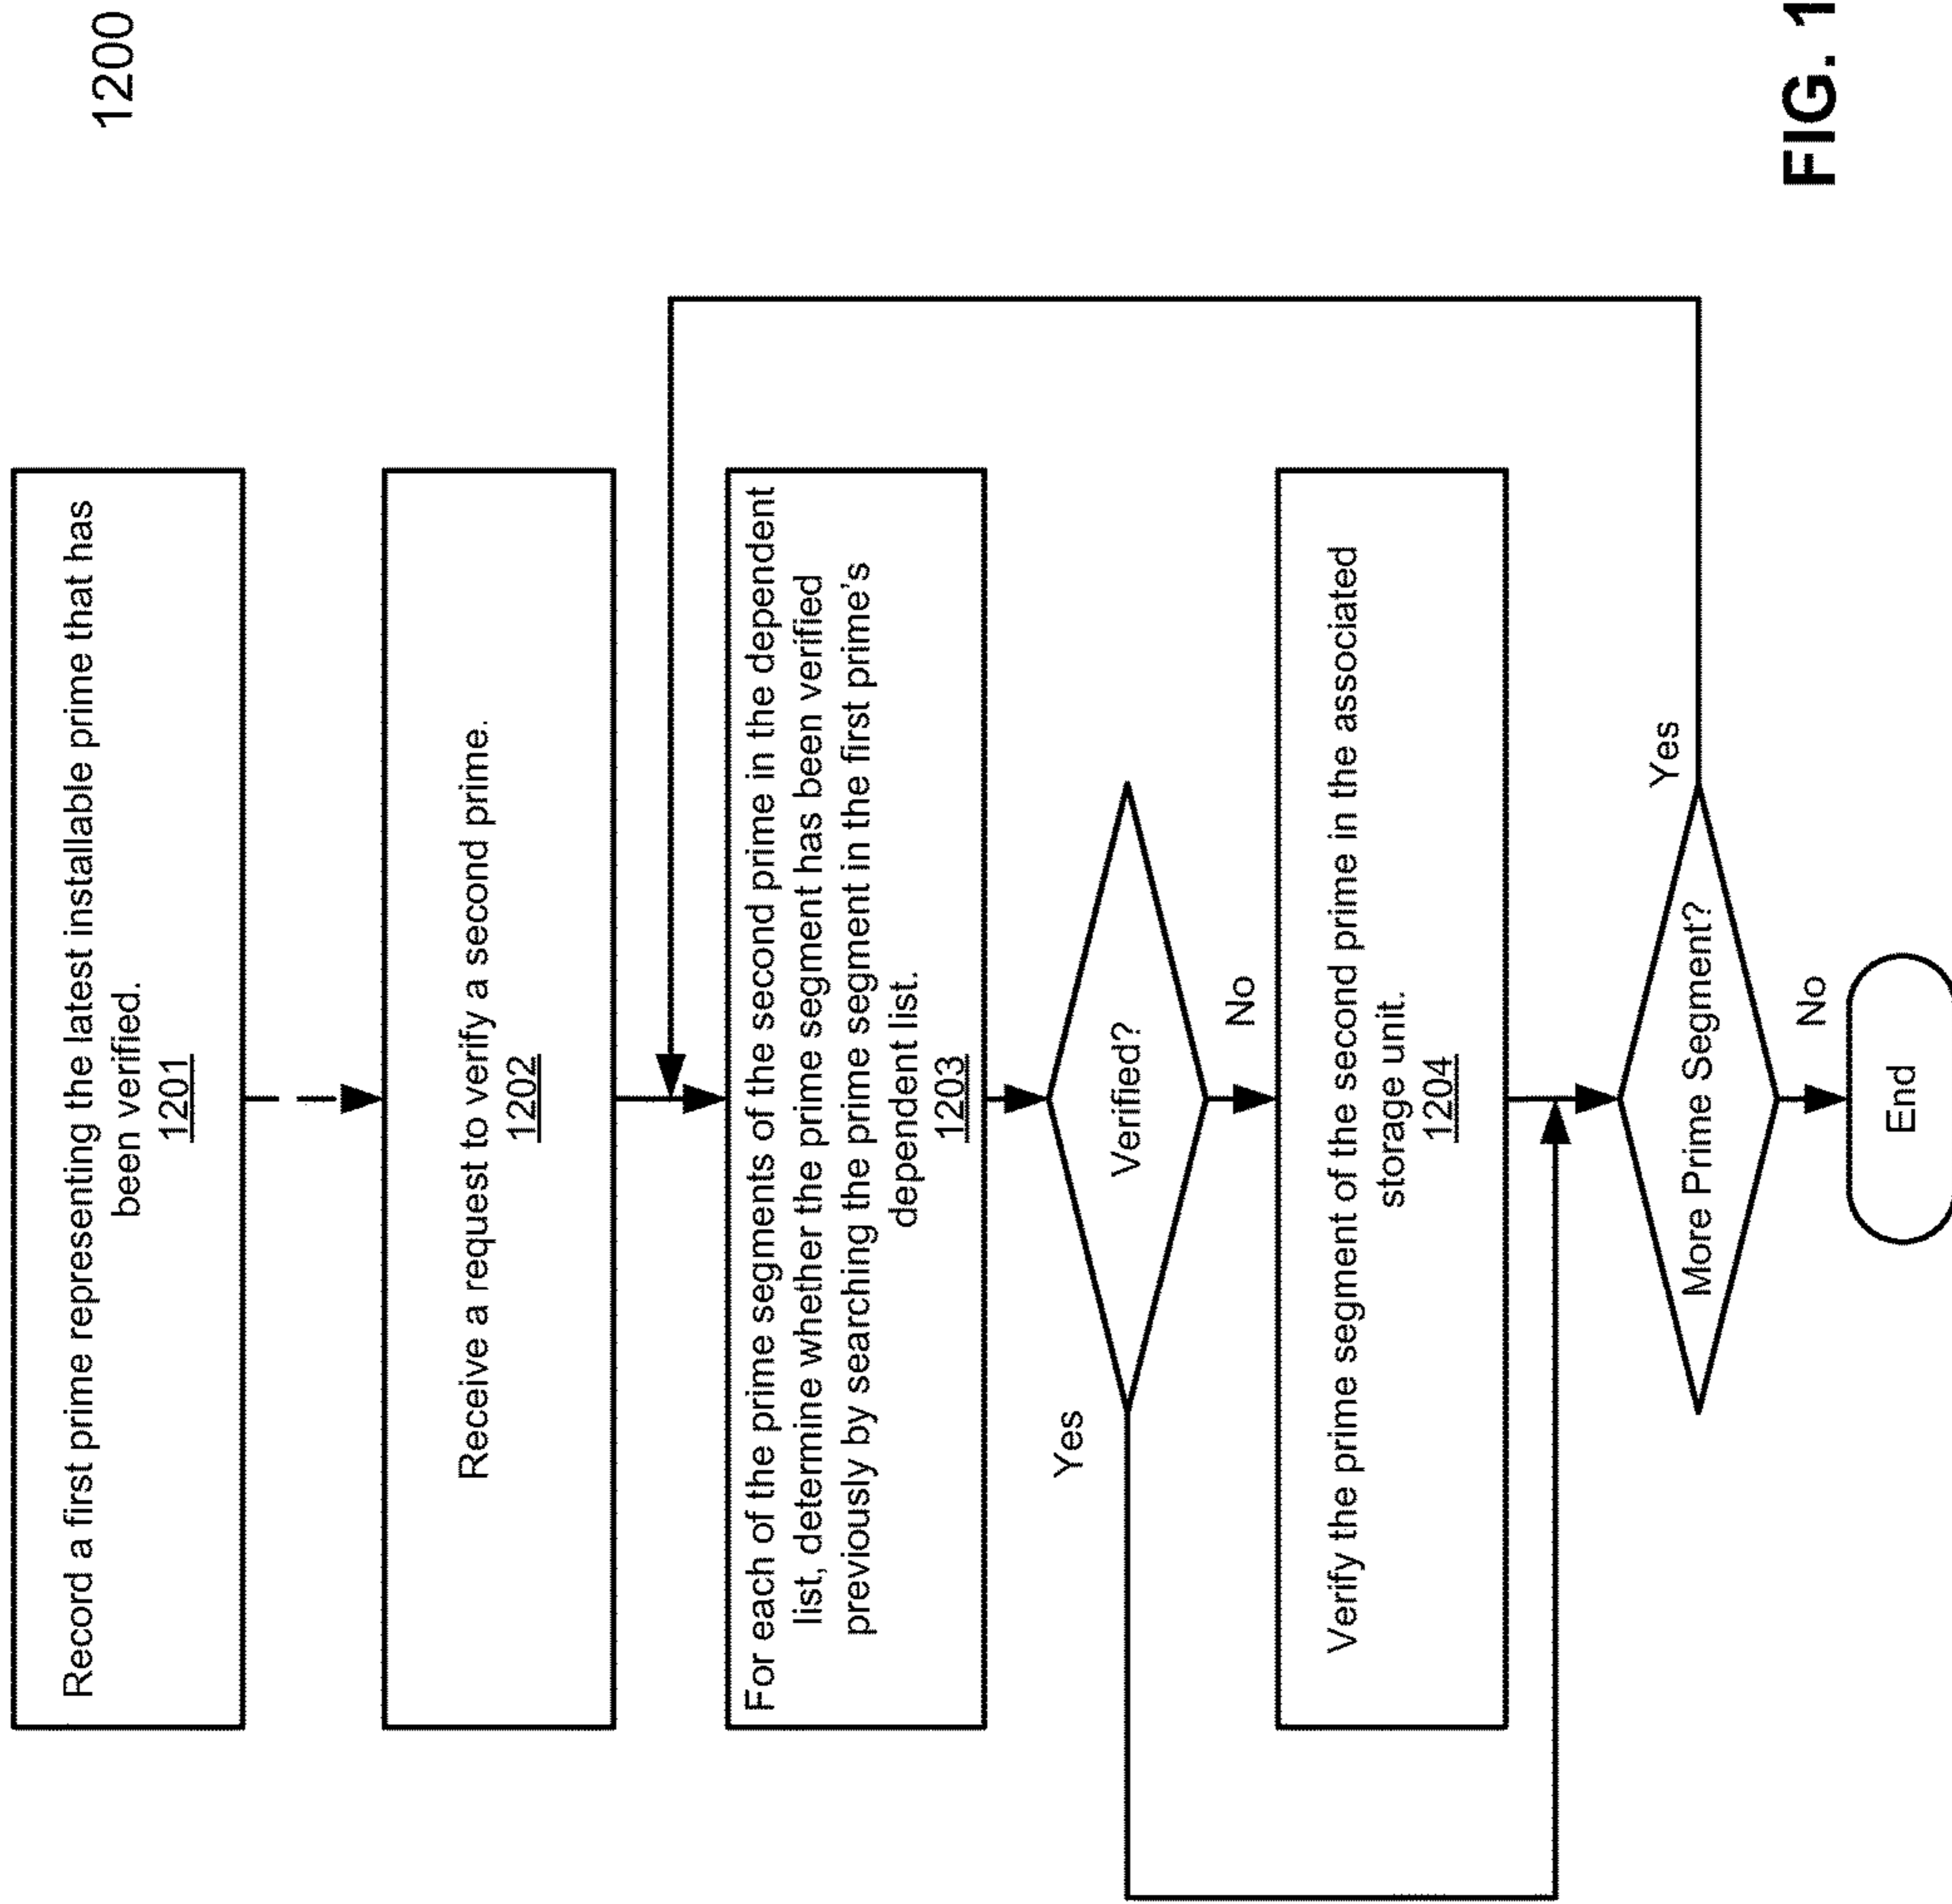 1200
Record a first prime representing the latest installable prime that has
been verified.
1201
Receive a request to verify a second prime.
1202
For each of the prime segments of the second prime in the dependent
list, determine whether the prime segment has been verified
previously by searching the prime segment in the first prime's
dependent list.
1203
Verified?
Yes
No
Verify the prime segment of the second prime in the associated
storage unit.
1204
More Prime Segment?
Yes
No
End
FIG. 1